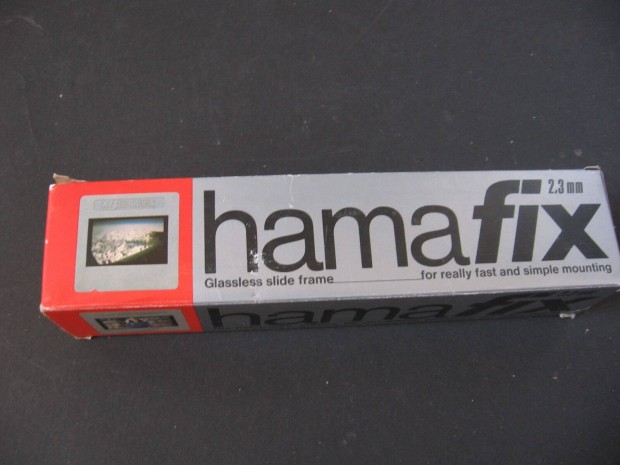 2.3 mm
hamafix
Glassless slide frame for really fast and simple mounting
hamafix